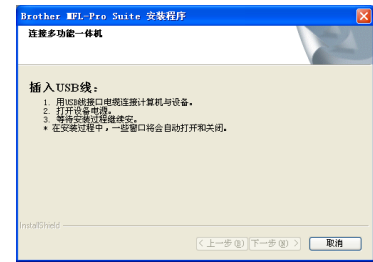 Brother MFL-Pro Suite 安装程序
连接多功能一体机
插入USB线：
1. 用USB线接口电缆连接计算机与设备。
2. 打开设备电源。
3. 等待安装过程继续安。
* 在安装过程中，一些窗口将会自动打开和关闭。
InstallShield
< 上一步(B) 下一步(N) > 取消